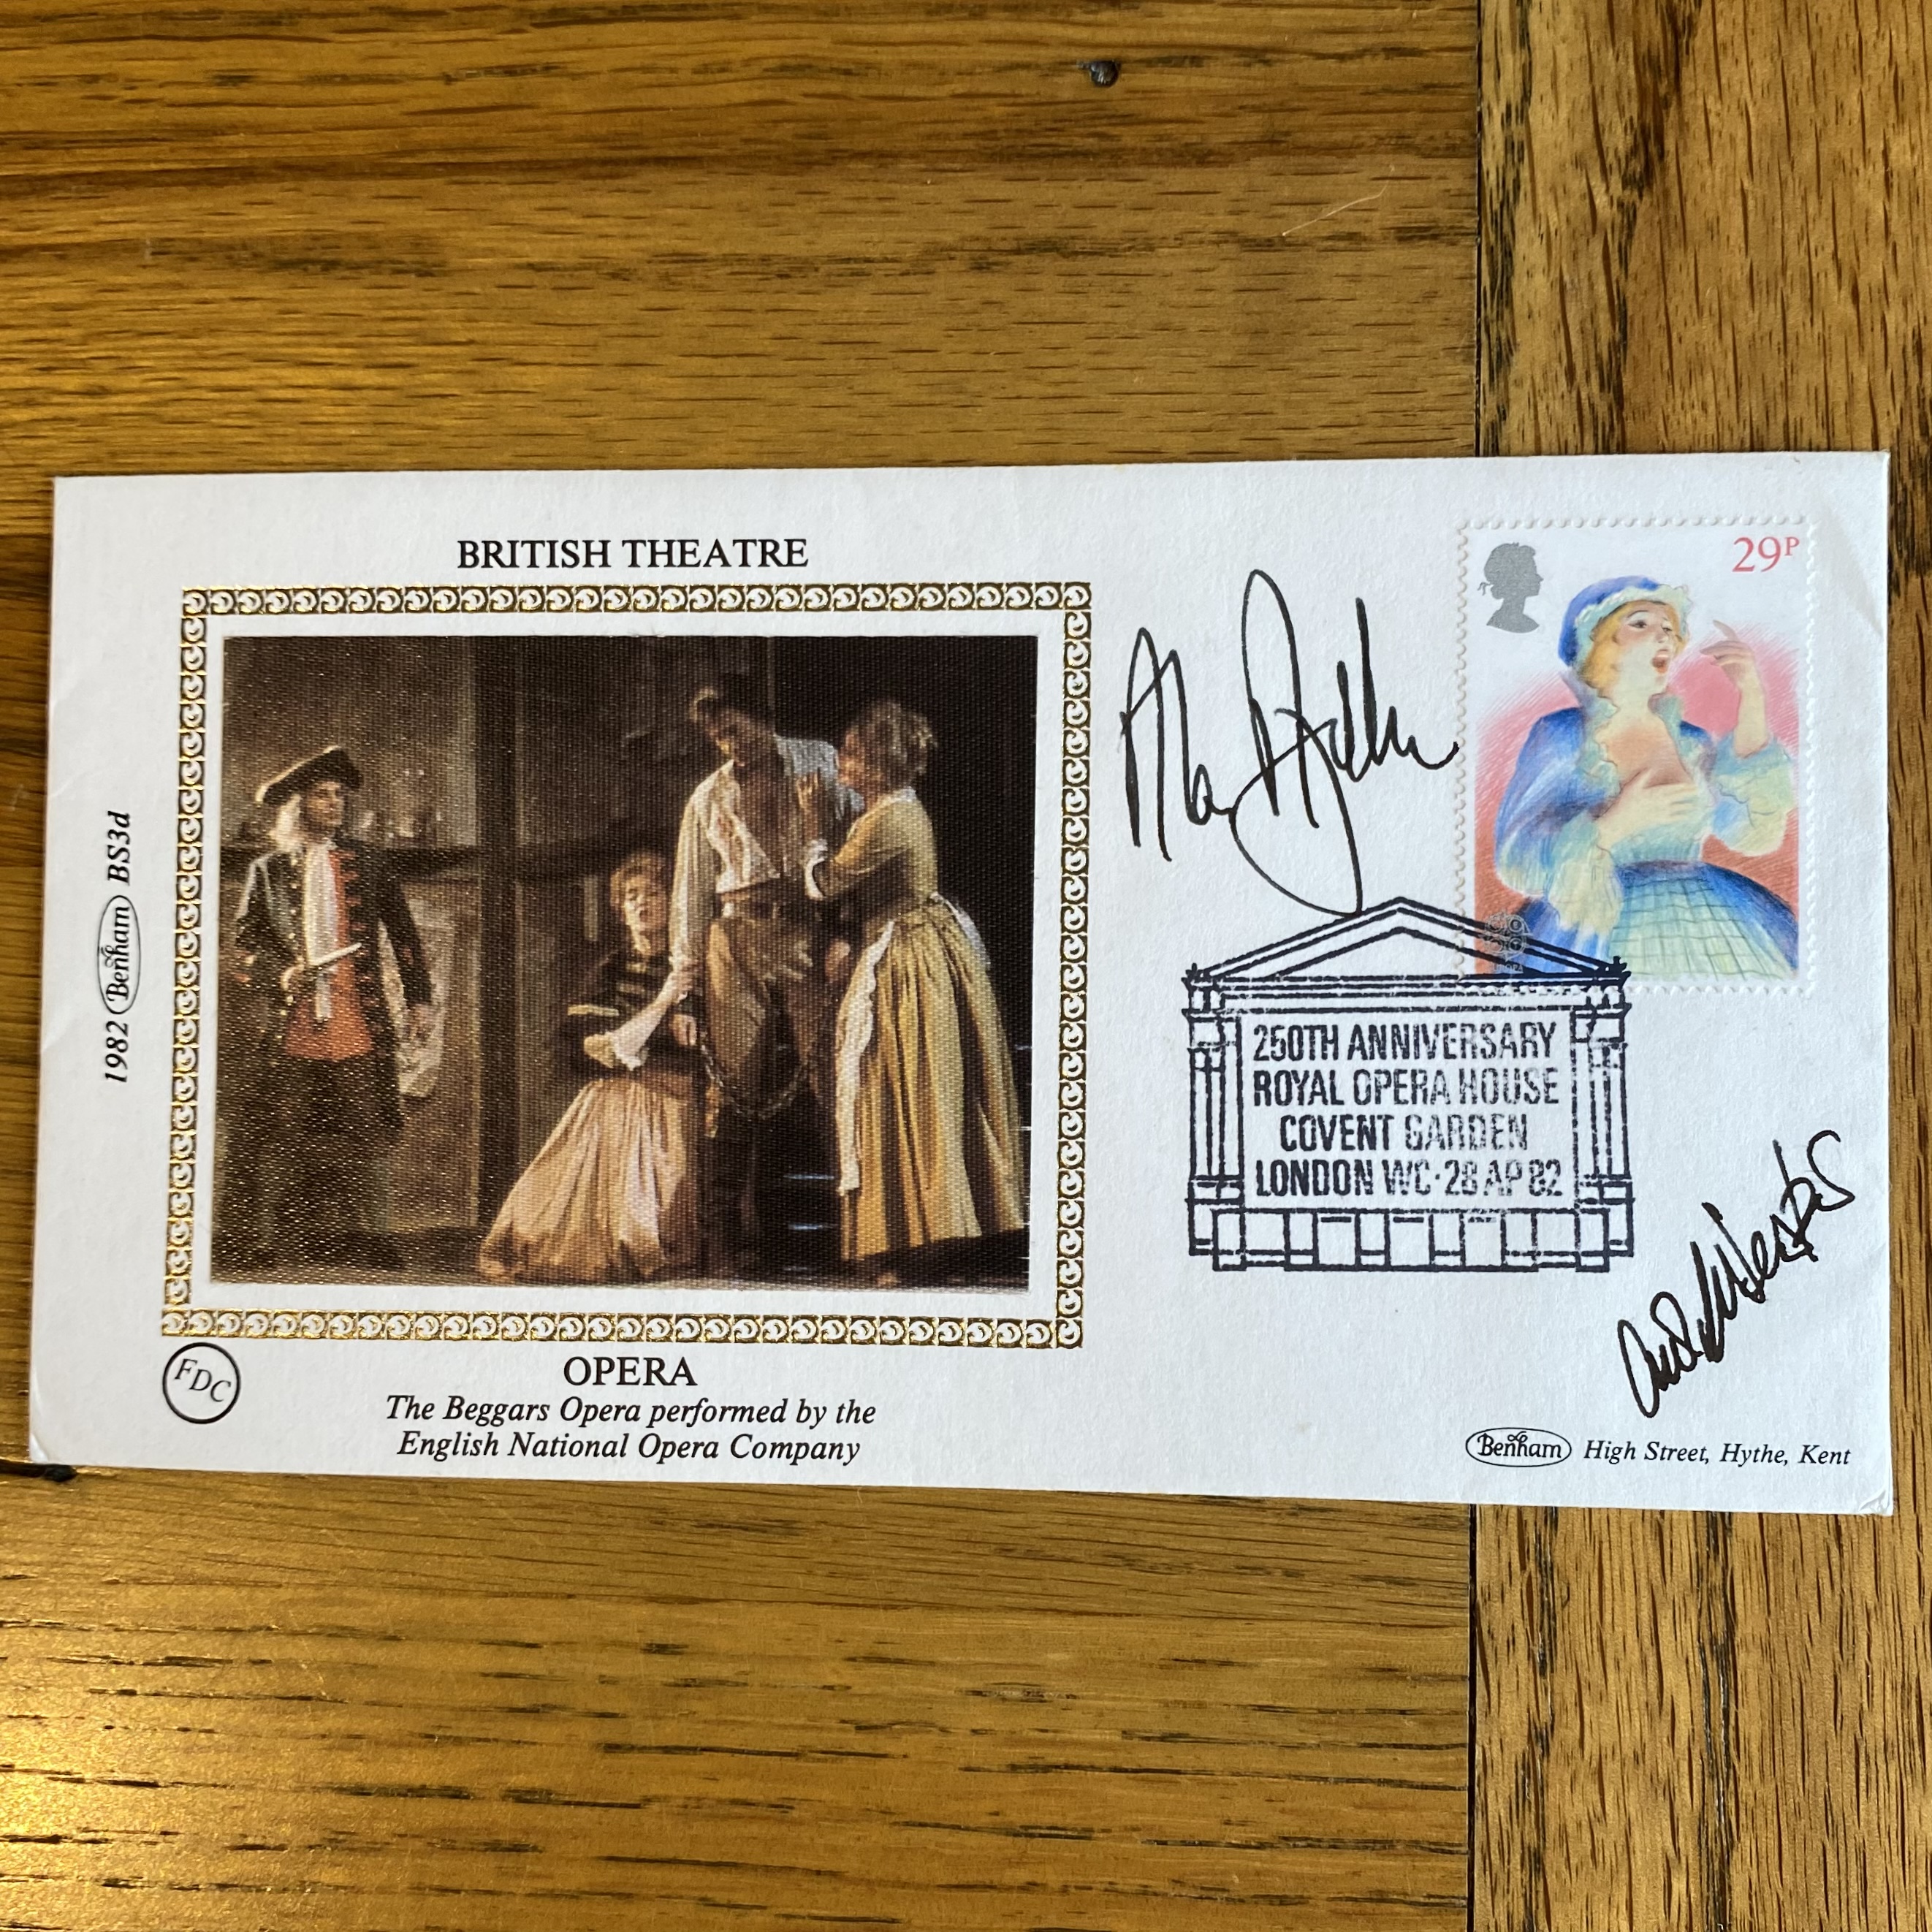 BRITISH THEATRE
29P
1982 Benham BS3d
250TH ANNIVERSARY
ROYAL OPERA HOUSE
COVENT GARDEN
LONDON WC·28 AP 82
FDC
OPERA
The Beggars Opera performed by the
English National Opera Company
Benham High Street, Hythe, Kent